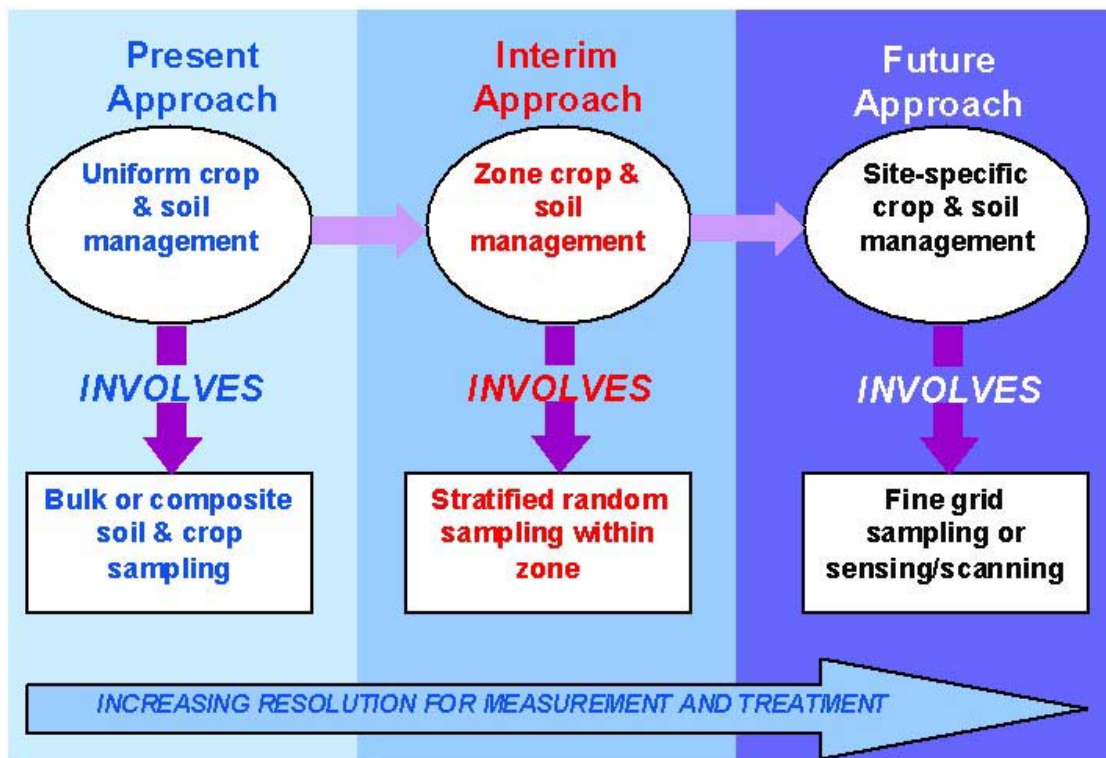 Present
Approach
Uniform crop
& soil
management
INVOLVES
Bulk or composite
soil & crop
sampling
Interim
Approach
Zone crop &
soil
management
INVOLVES
Stratified random
sampling within
zone
Future
Approach
Site-specific
crop & soil
management
INVOLVES
Fine grid
sampling or
sensing/scanning
INCREASING RESOLUTION FOR MEASUREMENT AND TREATMENT